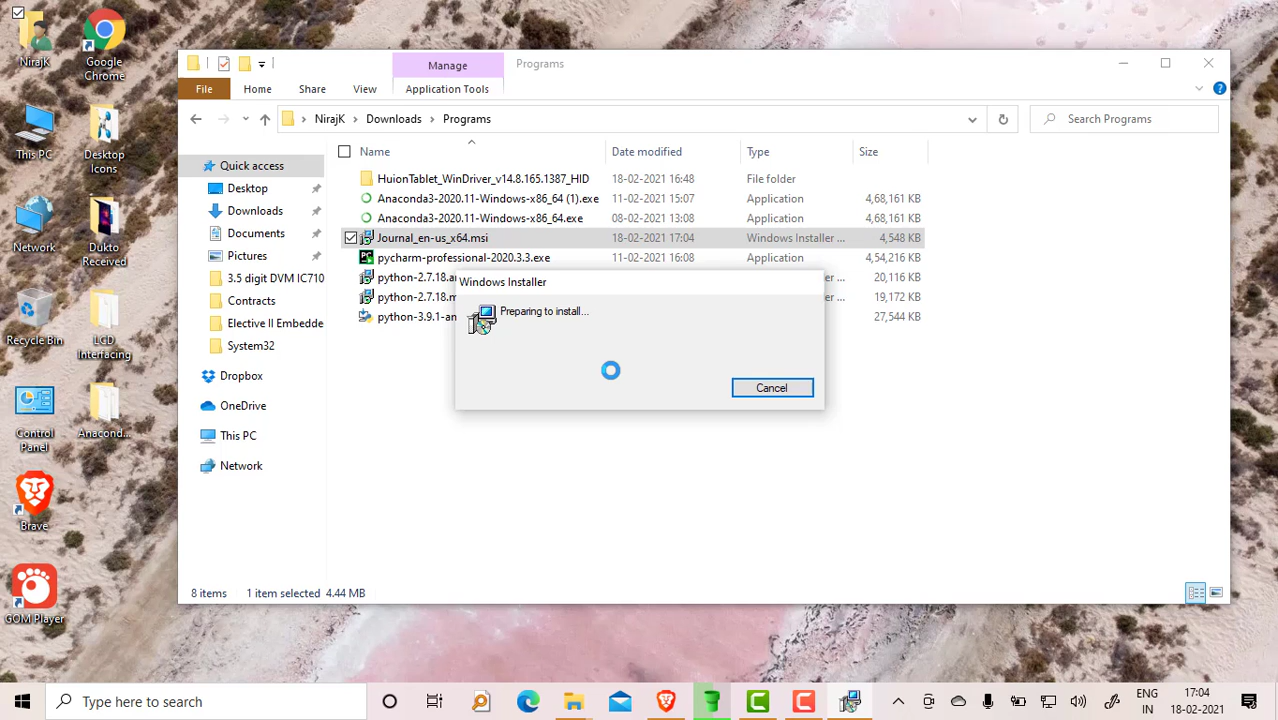 NirajK
Google Chrome
This PC
Desktop Icons
Network
Dukto Received
Recycle Bin
LCD Interfacing
Control Panel
Anacond...
Brave
GOM Player
Manage
Programs
File
Home
Share
View
Application Tools
NirajK
Downloads
Programs
Search Programs
Quick access
Desktop
Downloads
Documents
Pictures
3.5 digit DVM IC710
Contracts
Elective II Embedde
System32
Dropbox
OneDrive
This PC
Network
Name Date modified Type Size
HuionTablet_WinDriver_v14.8.165.1387_HID 18-02-2021 16:48 File folder
Anaconda3-2020.11-Windows-x86_64 (1).exe 11-02-2021 15:07 Application 4,68,161 KB
Anaconda3-2020.11-Windows-x86_64.exe 08-02-2021 13:08 Application 4,68,161 KB
Journal_en-us_x64.msi 18-02-2021 17:04 Windows Installer ... 4,548 KB
pycharm-professional-2020.3.3.exe 11-02-2021 16:08 Application 4,54,216 KB
python-2.7.18.a 20,116 KB
python-2.7.18.m 19,172 KB
python-3.9.1-an 27,544 KB
Windows Installer
Preparing to install...
Cancel
8 items 1 item selected 4.44 MB
Type here to search
ENG
IN
17:04
18-02-2021